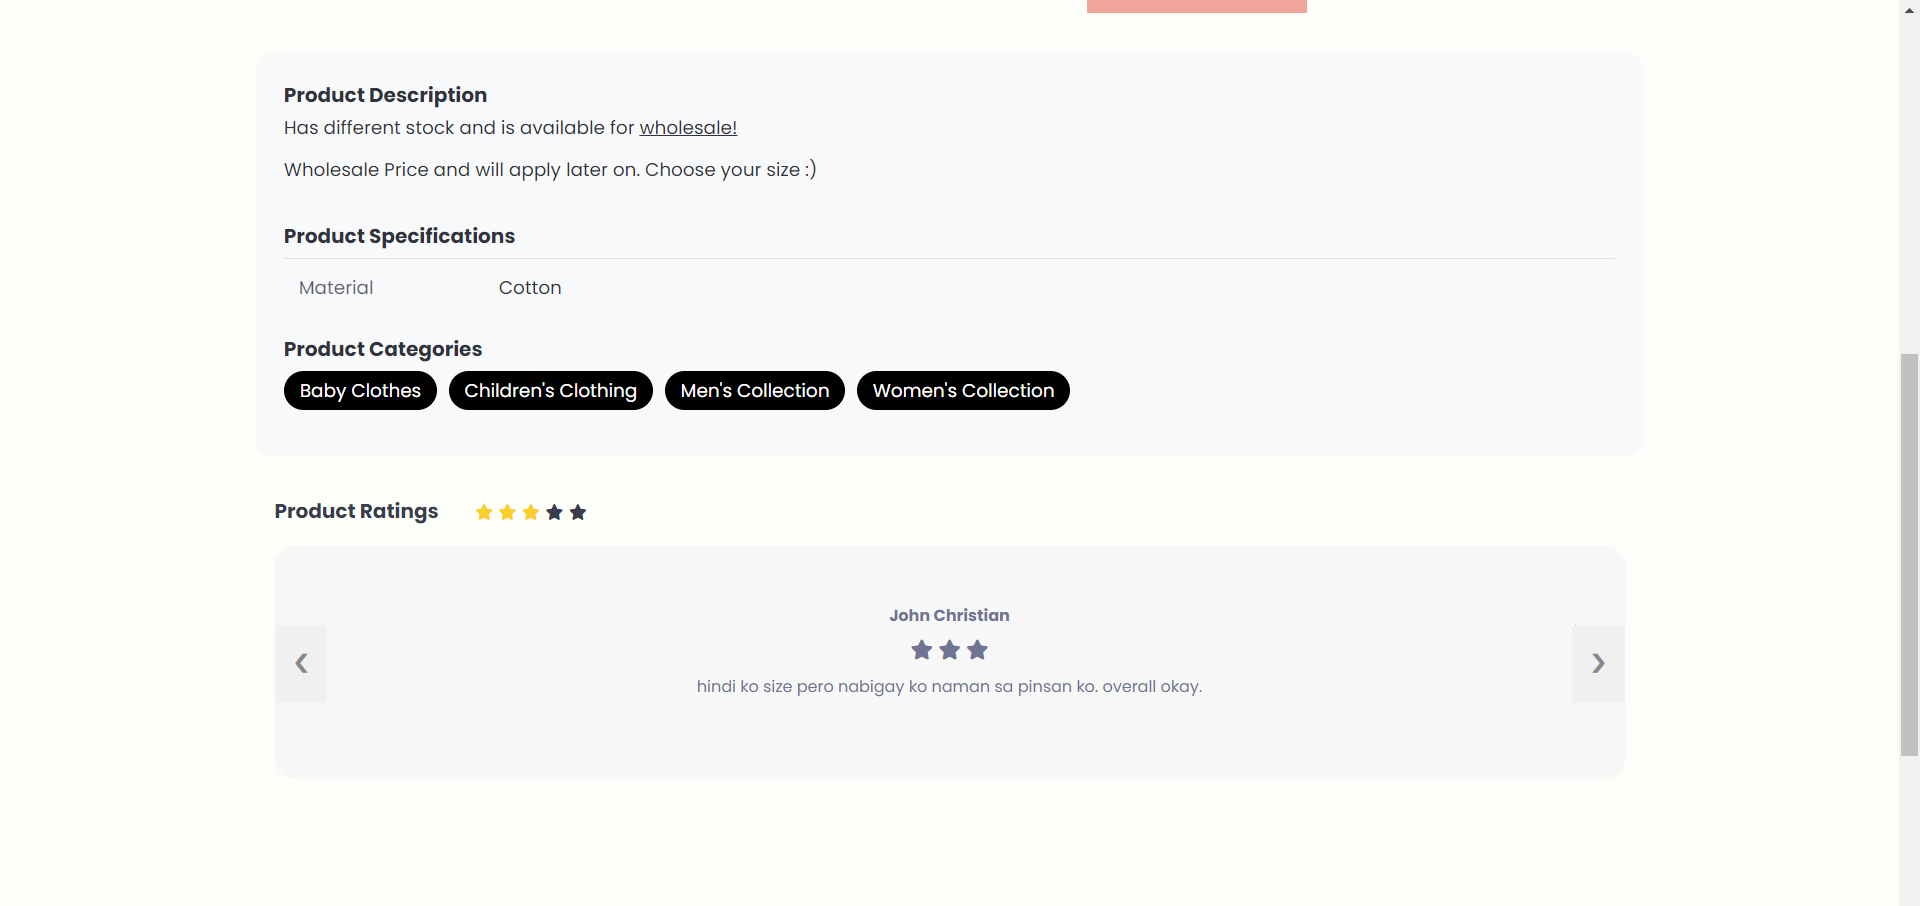 Product Description
Has different stock and is available for wholesale!
Wholesale Price and will apply later on. Choose your size :)
Product Specifications
Material Cotton
Product Categories
Baby Clothes Children's Clothing Men's Collection Women's Collection
Product Ratings
John Christian
hindi ko size pero nabigay ko naman sa pinsan ko. overall okay.